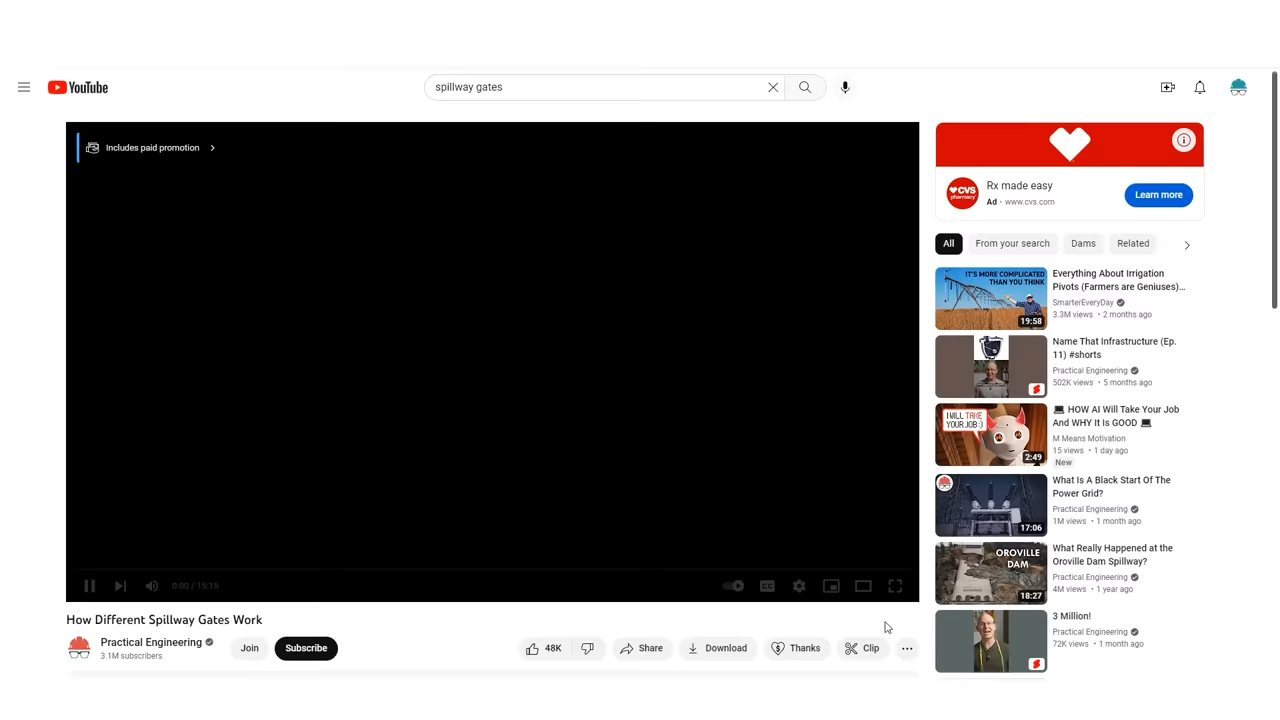 YouTube
spillway gates
Includes paid promotion
0:00 / 15:15
CC
How Different Spillway Gates Work
Practical Engineering
3.1M subscribers
Join
Subscribe
48K
Share
Download
Thanks
Clip
CVS
pharmacy
Rx made easy
Ad · www.cvs.com
Learn more
All
From your search
Dams
Related
IT'S MORE COMPLICATED
THAN YOU THINK
19:58
Everything About Irrigation
Pivots (Farmers are Geniuses)...
SmarterEveryDay
3.3M views • 2 months ago
Name That Infrastructure (Ep.
11) #shorts
Practical Engineering
502K views • 5 months ago
I WILL TAKE
YOUR JOB:)
2:49
💻 HOW AI Will Take Your Job
And WHY It Is GOOD 💻
M Means Motivation
15 views • 1 day ago
New
17:06
What Is A Black Start Of The
Power Grid?
Practical Engineering
1M views • 1 month ago
OROVILLE
DAM
18:27
What Really Happened at the
Oroville Dam Spillway?
Practical Engineering
4M views • 1 year ago
3 Million!
Practical Engineering
72K views • 1 month ago